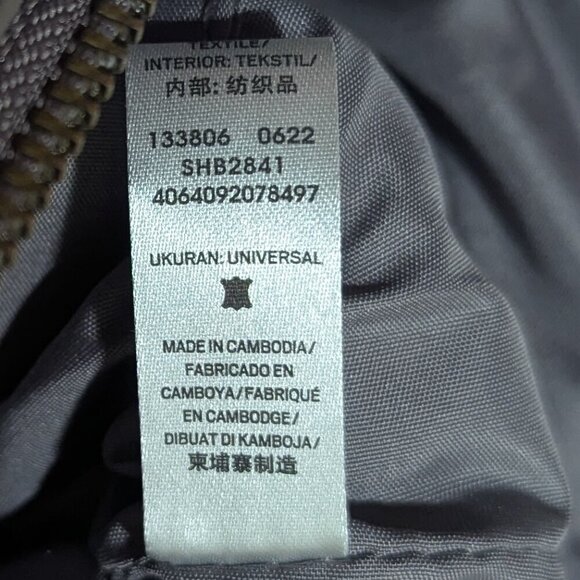 TEXTILE/
INTERIOR: TEKSTIL/
内部: 纺织品
133806 0622
SHB2841
4064092078497
UKURAN: UNIVERSAL
MADE IN CAMBODIA/
FABRICADO EN
CAMBOYA/FABRIQUÉ
EN CAMBODGE/
DIBUAT DI KAMBOJA/
柬埔寨制造